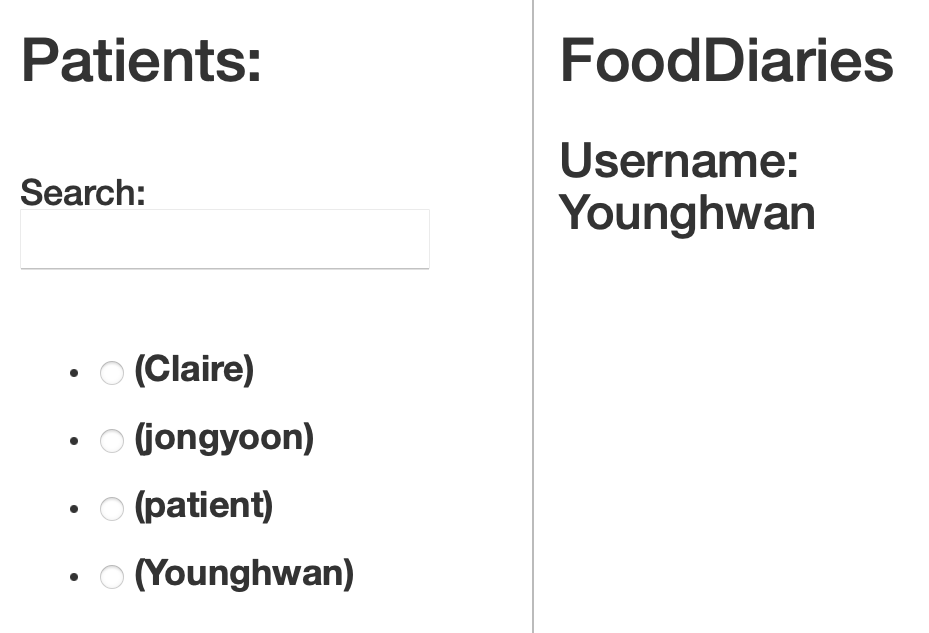 Patients:
Search:
(Claire)
(jongyoon)
(patient)
(Younghwan)
FoodDiaries
Username:
Younghwan